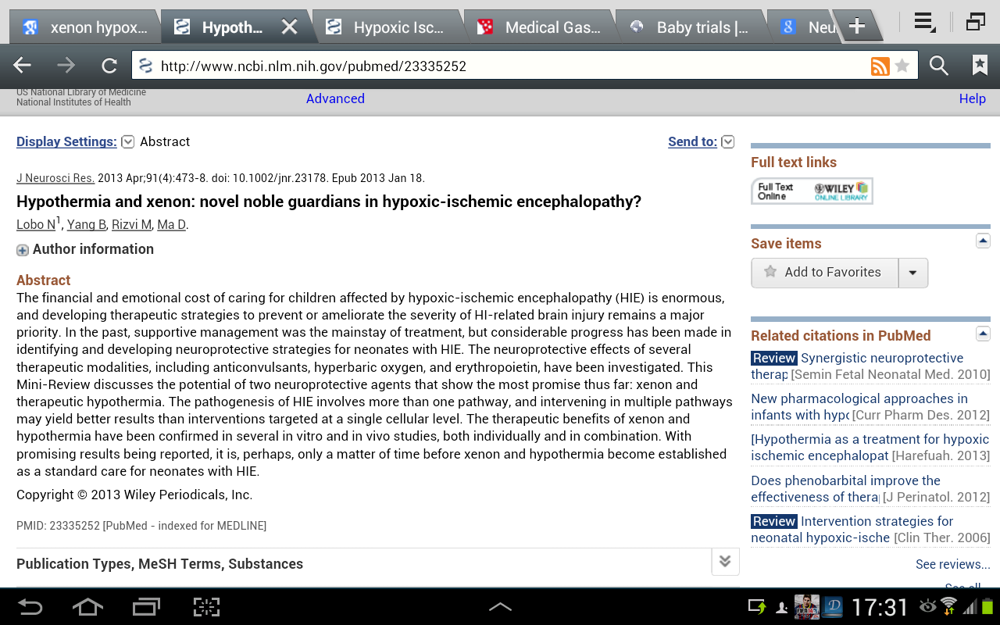 xenon hypox...
Hypoth...
Hypoxic Isc...
Medical Gas...
Baby trials |...
Neu
http://www.ncbi.nlm.nih.gov/pubmed/23335252
US National Library of Medicine
National Institutes of Health
Advanced
Help
Display Settings: Abstract
Send to:
J Neurosci Res. 2013 Apr;91(4):473-8. doi: 10.1002/jnr.23178. Epub 2013 Jan 18.
Hypothermia and xenon: novel noble guardians in hypoxic-ischemic encephalopathy?
Lobo N1, Yang B, Rizvi M, Ma D.
Author information
Abstract
The financial and emotional cost of caring for children affected by hypoxic-ischemic encephalopathy (HIE) is enormous,
and developing therapeutic strategies to prevent or ameliorate the severity of HI-related brain injury remains a major
priority. In the past, supportive management was the mainstay of treatment, but considerable progress has been made in
identifying and developing neuroprotective strategies for neonates with HIE. The neuroprotective effects of several
therapeutic modalities, including anticonvulsants, hyperbaric oxygen, and erythropoietin, have been investigated. This
Mini-Review discusses the potential of two neuroprotective agents that show the most promise thus far: xenon and
therapeutic hypothermia. The pathogenesis of HIE involves more than one pathway, and intervening in multiple pathways
may yield better results than interventions targeted at a single cellular level. The therapeutic benefits of xenon and
hypothermia have been confirmed in several in vitro and in vivo studies, both individually and in combination. With
promising results being reported, it is, perhaps, only a matter of time before xenon and hypothermia become established
as a standard care for neonates with HIE.
Copyright © 2013 Wiley Periodicals, Inc.
PMID: 23335252 [PubMed - indexed for MEDLINE]
Publication Types, MeSH Terms, Substances
Full text links
Full Text
Online
WILEY
ONLINE LIBRARY
Save items
Add to Favorites
Related citations in PubMed
Review Synergistic neuroprotective
therap [Semin Fetal Neonatal Med. 2010]
New pharmacological approaches in
infants with hypo [Curr Pharm Des. 2012]
[Hypothermia as a treatment for hypoxic
ischemic encephalopat [Harefuah. 2013]
Does phenobarbital improve the
effectiveness of thera [J Perinatol. 2012]
Review Intervention strategies for
neonatal hypoxic-ische [Clin Ther. 2006]
See reviews...
See all
17:31